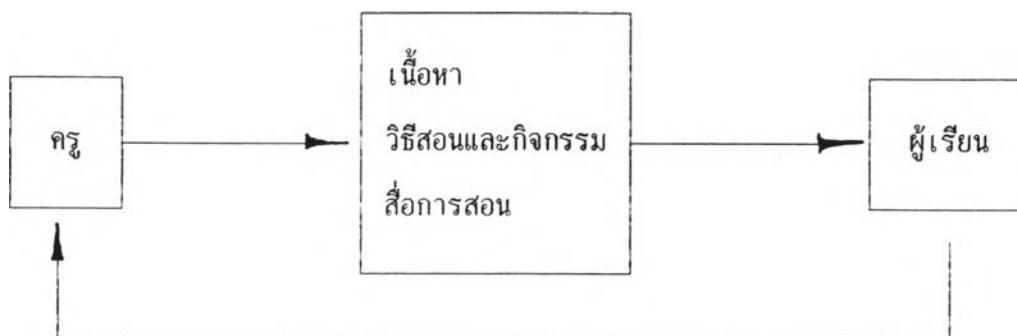 ครู
เนื้อหา
วิธีสอนและกิจกรรม
สื่อการสอน
ผู้เรียน